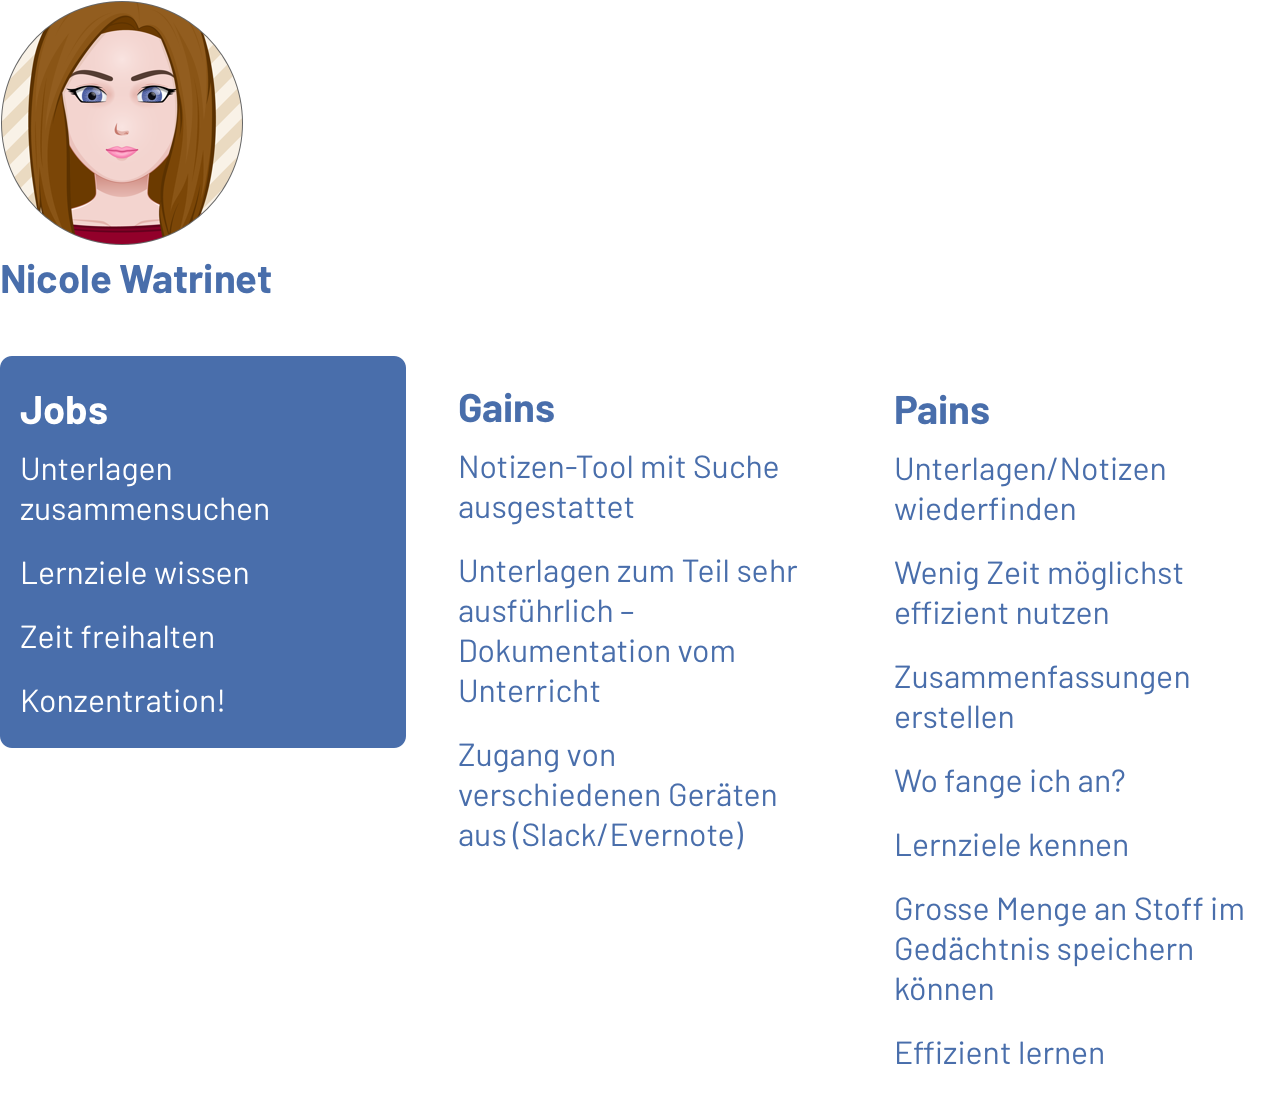 Nicole Watrinet
Jobs
Unterlagen
zusammensuchen
Lernziele wissen
Zeit freihalten
Konzentration!
Gains
Notizen-Tool mit Suche
ausgestattet
Unterlagen zum Teil sehr
ausführlich –
Dokumentation vom
Unterricht
Zugang von
verschiedenen Geräten
aus (Slack/Evernote)
Pains
Unterlagen/Notizen
wiederfinden
Wenig Zeit möglichst
effizient nutzen
Zusammenfassungen
erstellen
Wo fange ich an?
Lernziele kennen
Grosse Menge an Stoff im
Gedächtnis speichern
können
Effizient lernen